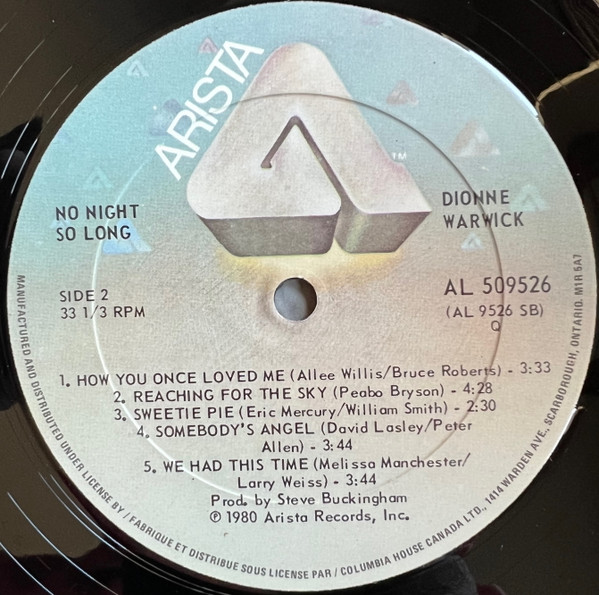 ARISTA
TM
NO NIGHT
SO LONG
DIONNE
WARWICK
SIDE 2
33 1/3 RPM
AL 509526
(AL 9526 SB)
Q
1. HOW YOU ONCE LOVED ME (Allee Willis/Bruce Roberts) - 3:33
2. REACHING FOR THE SKY (Peabo Bryson) - 4:28
3. SWEETIE PIE (Eric Mercury/William Smith) - 2:30
4. SOMEBODY'S ANGEL (David Lasley/Peter
Allen) - 3:44
5. WE HAD THIS TIME (Melissa Manchester/
Larry Weiss) - 3:44
Prod. by Steve Buckingham
℗ 1980 Arista Records, Inc.
MANUFACTURED AND DISTRIBUTED UNDER LICENSE BY / FABRIQUE ET DISTRIBUE SOUS LICENSE PAR / COLUMBIA HOUSE CANADA LTD., 1414 WARDEN AVE., SCARBOROUGH, ONTARIO. M1R 5A7